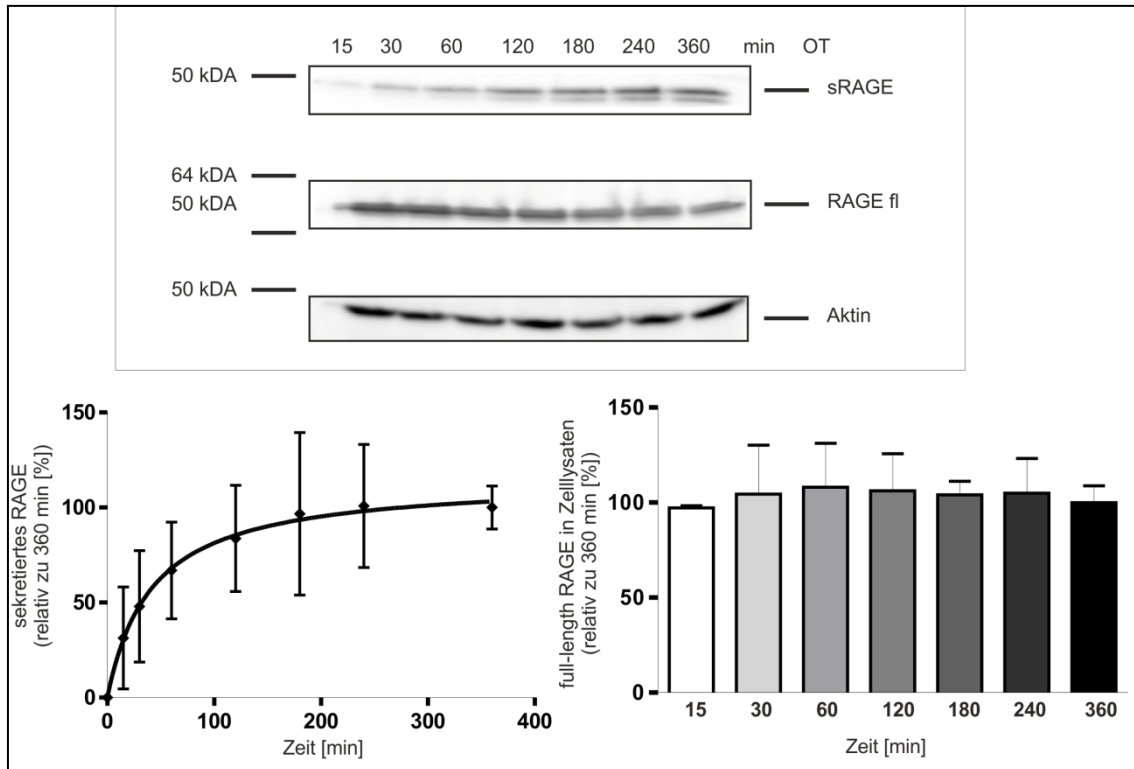 15 30 60 120 180 240 360 min OT
50 kDA
sRAGE
64 kDA
50 kDA
RAGE fl
50 kDA
Aktin
sekretiertes RAGE
(relativ zu 360 min [%])
150
100
50
0
0 100 200 300 400
Zeit [min]
full-length RAGE in Zelllysaten
(relativ zu 360 min [%])
150
100
50
0
15 30 60 120 180 240 360
Zeit [min]